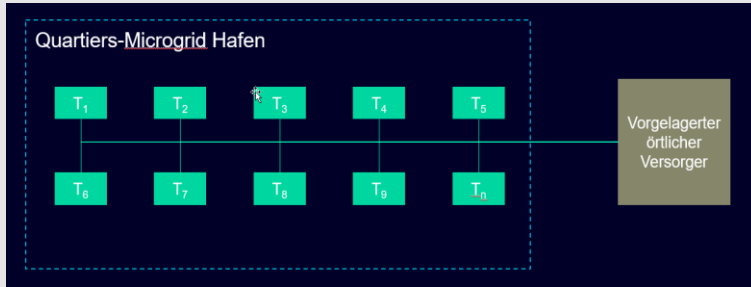 Quartiers-Microgrid Hafen
T₁ T₂ T₃ T₄ T₅
Vorgelagerter
örtlicher
Versorger
T₆ T₇ T₈ T₉ Tₙ